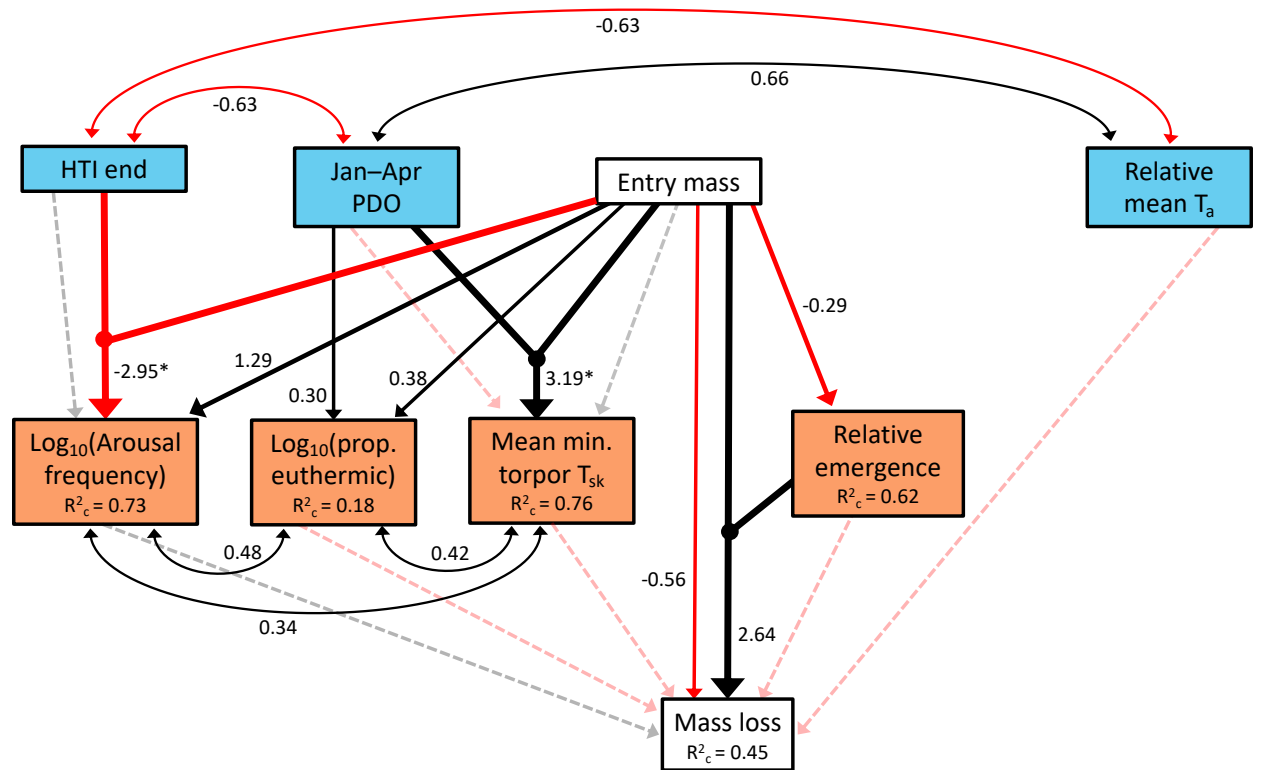 -0.63
0.66
-0.63
HTI end
Jan–Apr
PDO
Entry mass
Relative
mean Tₐ
-0.29
-2.95*
1.29
0.30
0.38
3.19*
Log₁₀(Arousal
frequency)
R²c = 0.73
Log₁₀(prop.
euthermic)
R²c = 0.18
Mean min.
torpor Tsk
R²c = 0.76
Relative
emergence
R²c = 0.62
0.48
0.42
0.34
-0.56
2.64
Mass loss
R²c = 0.45